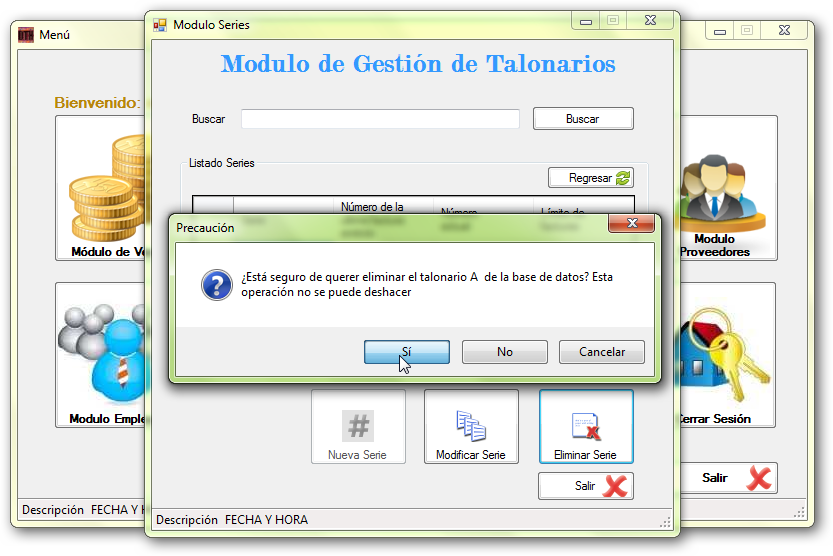 Menú
Modulo Series
Modulo de Gestión de Talonarios
Bienvenido:
Buscar
Buscar
Listado Series
Regresar
Número de la
Número
Límite de
Precaución
¿Está seguro de querer eliminar el talonario A de la base de datos? Esta
operación no se puede deshacer
Sí
No
Cancelar
Módulo de Ve
Modulo
Proveedores
Modulo Emple
Cerrar Sesión
Nueva Serie
Modificar Serie
Eliminar Serie
Salir
Salir
Descripción FECHA Y H
Descripción FECHA Y HORA